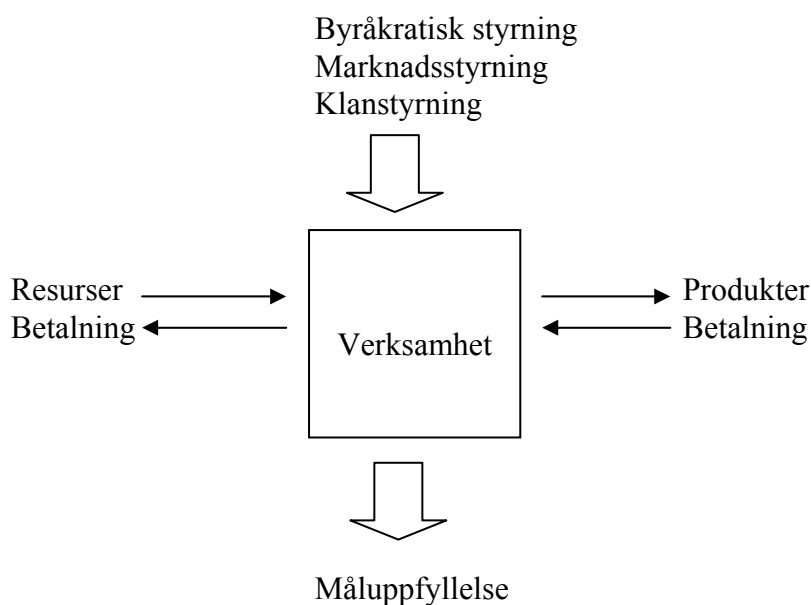 Byråkratisk styrning
Marknadsstyrning
Klanstyrning
Resurser
Betalning
Verksamhet
Produkter
Betalning
Måluppfyllelse